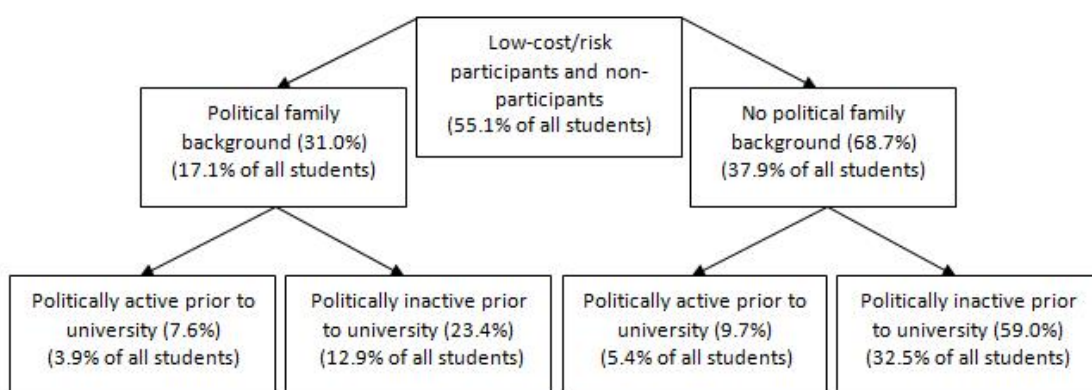 Low-cost/risk
participants and non-
participants
(55.1% of all students)
Political family
background (31.0%)
(17.1% of all students)
No political family
background (68.7%)
(37.9% of all students)
Politically active prior to
university (7.6%)
(3.9% of all students)
Politically inactive prior
to university (23.4%)
(12.9% of all students)
Politically active prior to
university (9.7%)
(5.4% of all students)
Politically inactive prior
to university (59.0%)
(32.5% of all students)